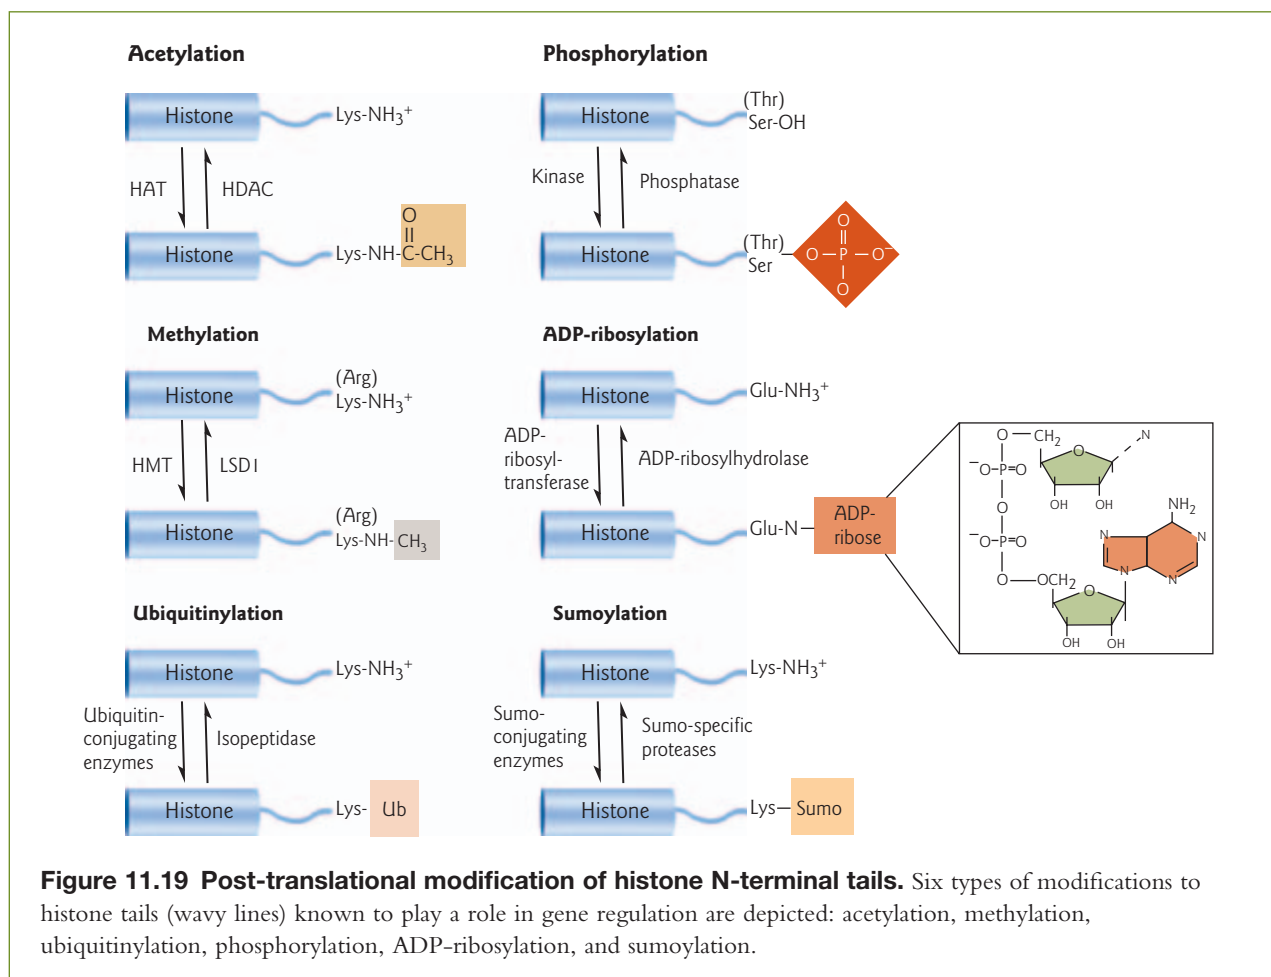 Acetylation
Histone
Lys-NH3+
HAT
HDAC
Histone
Lys-NH-C-CH3
O
Phosphorylation
Histone
(Thr)
Ser-OH
Kinase
Phosphatase
Histone
(Thr)
Ser
O
O–P–O−
O
Methylation
Histone
(Arg)
Lys-NH3+
HMT
LSD1
Histone
(Arg)
Lys-NH-CH3
ADP-ribosylation
Histone
Glu-NH3+
ADP-
ribosyl-
transferase
ADP-ribosylhydrolase
Histone
Glu-N
ADP-
ribose
O—CH2
N
O
−O–P=O
OH OH
O
NH2
−O–P=O
N N
N N
O—OCH2
O
OH OH
Ubiquitinylation
Histone
Lys-NH3+
Ubiquitin-
conjugating
enzymes
Isopeptidase
Histone
Lys- Ub
Sumoylation
Histone
Lys-NH3+
Sumo-
conjugating
enzymes
Sumo-specific
proteases
Histone
Lys—Sumo
Figure 11.19 Post-translational modification of histone N-terminal tails. Six types of modifications to
histone tails (wavy lines) known to play a role in gene regulation are depicted: acetylation, methylation,
ubiquitinylation, phosphorylation, ADP-ribosylation, and sumoylation.